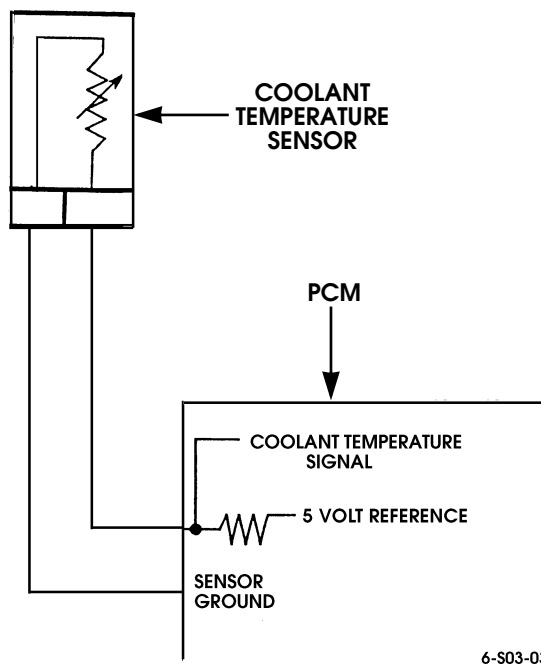 COOLANT
TEMPERATURE
SENSOR
PCM
COOLANT TEMPERATURE
SIGNAL
5 VOLT REFERENCE
SENSOR
GROUND